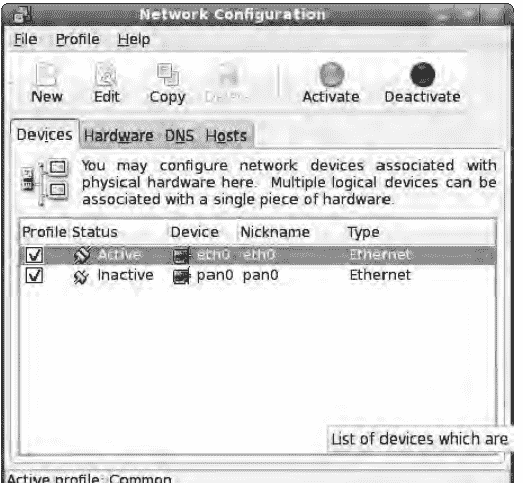 Network Configuration
File Profile Help
New Edit Copy Delete Activate Deactivate
Devices Hardware DNS Hosts
You may configure network devices associated with
physical hardware here. Multiple logical devices can be
associated with a single piece of hardware.
Profile Status Device Nickname Type
Active eth0 eth0 Ethernet
Inactive pan0 pan0 Ethernet
List of devices which are
Active profile: Common